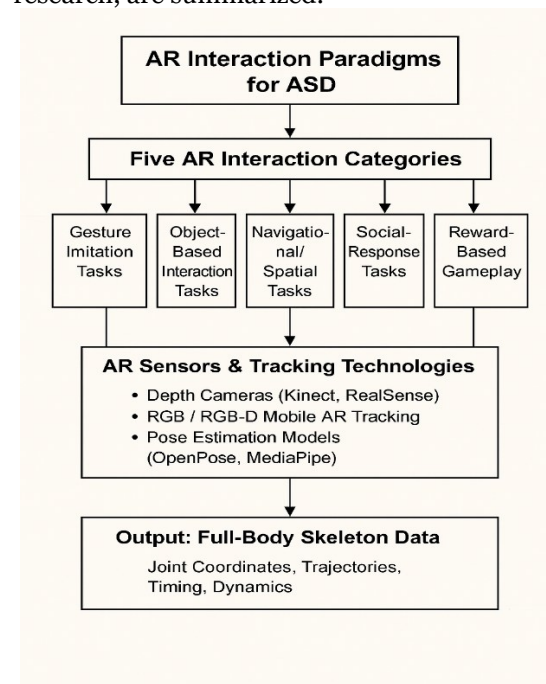 research, are summarized.
AR Interaction Paradigms
for ASD
Five AR Interaction Categories
Gesture
Imitation
Tasks
Object-
Based
Interaction
Tasks
Navigatio-
nal/
Spatial
Tasks
Social-
Response
Tasks
Reward-
Based
Gameplay
AR Sensors & Tracking Technologies
• Depth Cameras (Kinect, RealSense)
• RGB / RGB-D Mobile AR Tracking
• Pose Estimation Models
(OpenPose, MediaPipe)
Output: Full-Body Skeleton Data
Joint Coordinates, Trajectories,
Timing, Dynamics